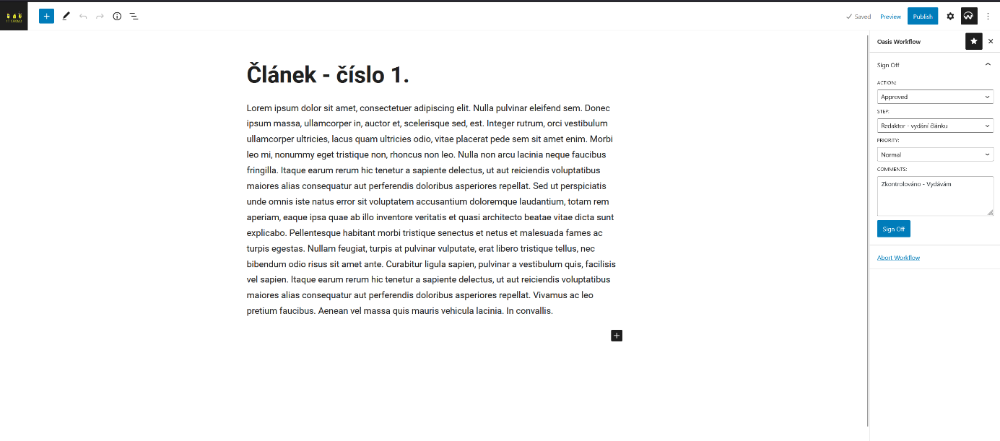 IT CROWD
Saved Preview Publish
Oasis Workflow
Sign Off
ACTION:
Approved
STEP:
Redaktor - vydání článku
PRIORITY:
Normal
COMMENTS:
Zkontrolováno - Vydávám
Sign Off
Abort Workflow
Článek - číslo 1.
Lorem ipsum dolor sit amet, consectetuer adipiscing elit. Nulla pulvinar eleifend sem. Donec
ipsum massa, ullamcorper in, auctor et, scelerisque sed, est. Integer rutrum, orci vestibulum
ullamcorper ultricies, lacus quam ultricies odio, vitae placerat pede sem sit amet enim. Morbi
leo mi, nonummy eget tristique non, rhoncus non leo. Nulla non arcu lacinia neque faucibus
fringilla. Itaque earum rerum hic tenetur a sapiente delectus, ut aut reiciendis voluptatibus
maiores alias consequatur aut perferendis doloribus asperiores repellat. Sed ut perspiciatis
unde omnis iste natus error sit voluptatem accusantium doloremque laudantium, totam rem
aperiam, eaque ipsa quae ab illo inventore veritatis et quasi architecto beatae vitae dicta sunt
explicabo. Pellentesque habitant morbi tristique senectus et netus et malesuada fames ac
turpis egestas. Nullam feugiat, turpis at pulvinar vulputate, erat libero tristique tellus, nec
bibendum odio risus sit amet ante. Curabitur ligula sapien, pulvinar a vestibulum quis, facilisis
vel sapien. Itaque earum rerum hic tenetur a sapiente delectus, ut aut reiciendis voluptatibus
maiores alias consequatur aut perferendis doloribus asperiores repellat. Vivamus ac leo
pretium faucibus. Aenean vel massa quis mauris vehicula lacinia. In convallis.